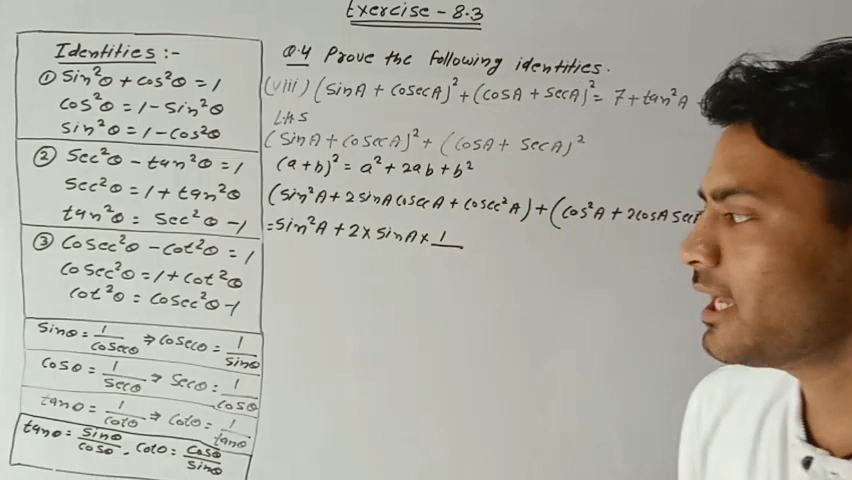 Exercise - 8.3
Identities :-
① Sin²θ + cos²θ = 1
cos²θ = 1 - sin²θ
sin²θ = 1 - cos²θ
② Sec²θ - tan²θ = 1
Sec²θ = 1 + tan²θ
tan²θ = Sec²θ - 1
③ Cosec²θ - cot²θ = 1
Cosec²θ = 1 + cot²θ
cot²θ = Cosec²θ - 1
Sinθ = 1/cosecθ ⇒ cosecθ = 1/sinθ
cosθ = 1/secθ ⇒ secθ = 1/cosθ
tanθ = 1/cotθ ⇒ cotθ = 1/tanθ
tanθ = sinθ/cosθ , cotθ = cosθ/sinθ
Q.4 Prove the following identities.
(viii) (SinA + cosecA)² + (cosA + secA)² = 7 + tan²A
LHS
(SinA + cosecA)² + (cosA + secA)²
(a+b)² = a² + 2ab + b²
(sin²A + 2sinAcosecA + cosec²A) + (cos²A + 2cosA sec
= sin²A + 2 × sinA × 1/